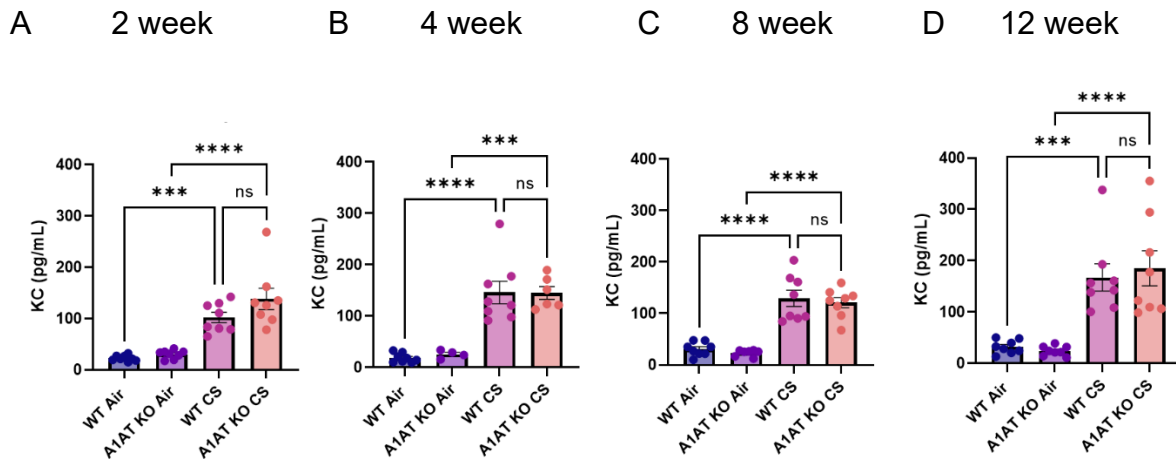 A 2 week
B 4 week
C 8 week
D 12 week
KC (pg/mL)
400
300
200
100
0
****
***
ns
WT Air
A1AT KO Air
WT CS
A1AT KO CS
KC (pg/mL)
400
300
200
100
0
***
****
ns
WT Air
A1AT KO Air
WT CS
A1AT KO CS
KC (pg/mL)
400
300
200
100
0
****
****
ns
WT Air
A1AT KO Air
WT CS
A1AT KO CS
KC (pg/mL)
400
300
200
100
0
****
***
ns
WT Air
A1AT KO Air
WT CS
A1AT KO CS